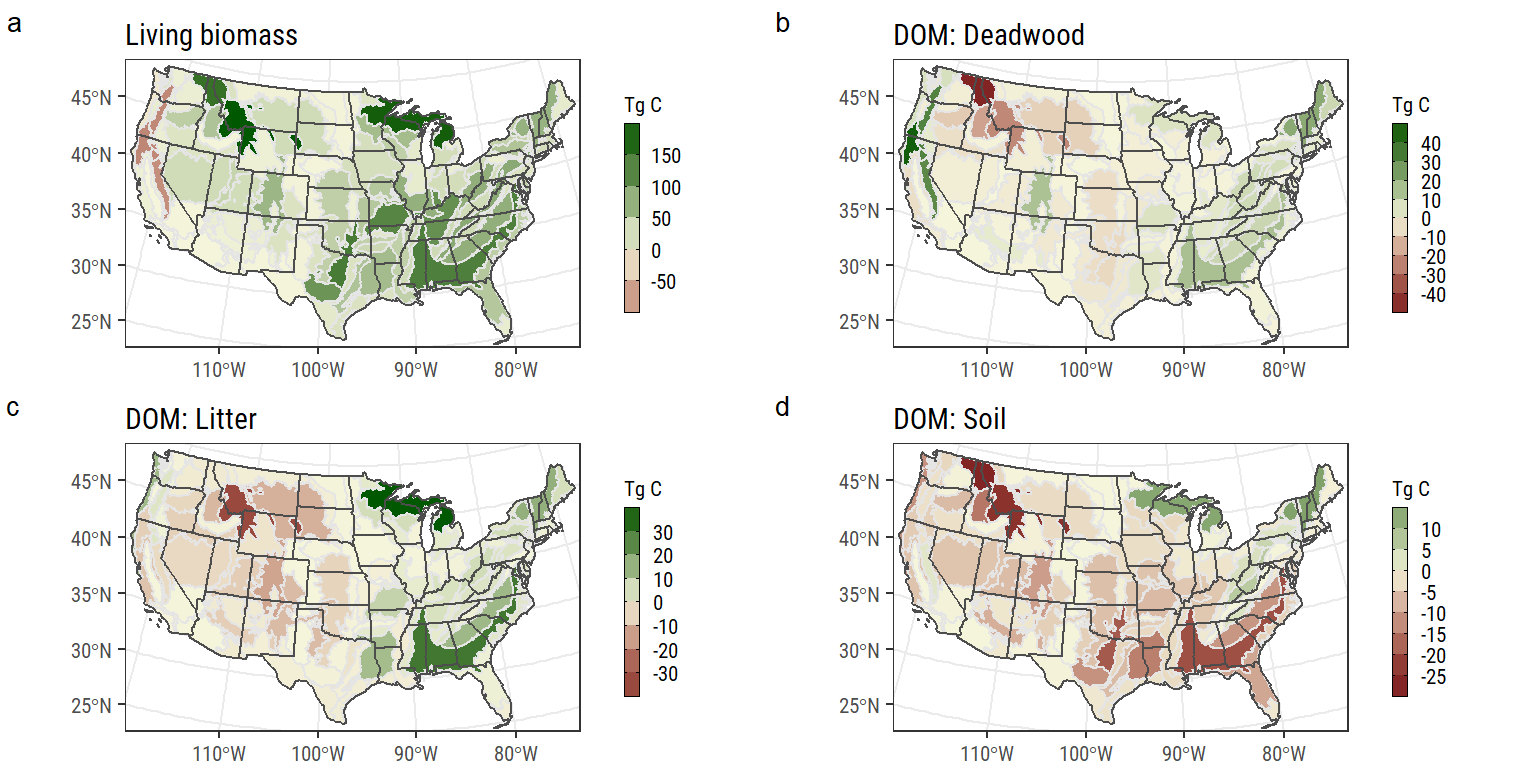 a
Living biomass
45°N
40°N
35°N
30°N
25°N
110°W
100°W
90°W
80°W
Tg C
150
100
50
0
-50
b
DOM: Deadwood
45°N
40°N
35°N
30°N
25°N
110°W
100°W
90°W
80°W
Tg C
40
30
20
10
0
-10
-20
-30
-40
c
DOM: Litter
45°N
40°N
35°N
30°N
25°N
110°W
100°W
90°W
80°W
Tg C
30
20
10
0
-10
-20
-30
d
DOM: Soil
45°N
40°N
35°N
30°N
25°N
110°W
100°W
90°W
80°W
Tg C
10
5
0
-5
-10
-15
-20
-25